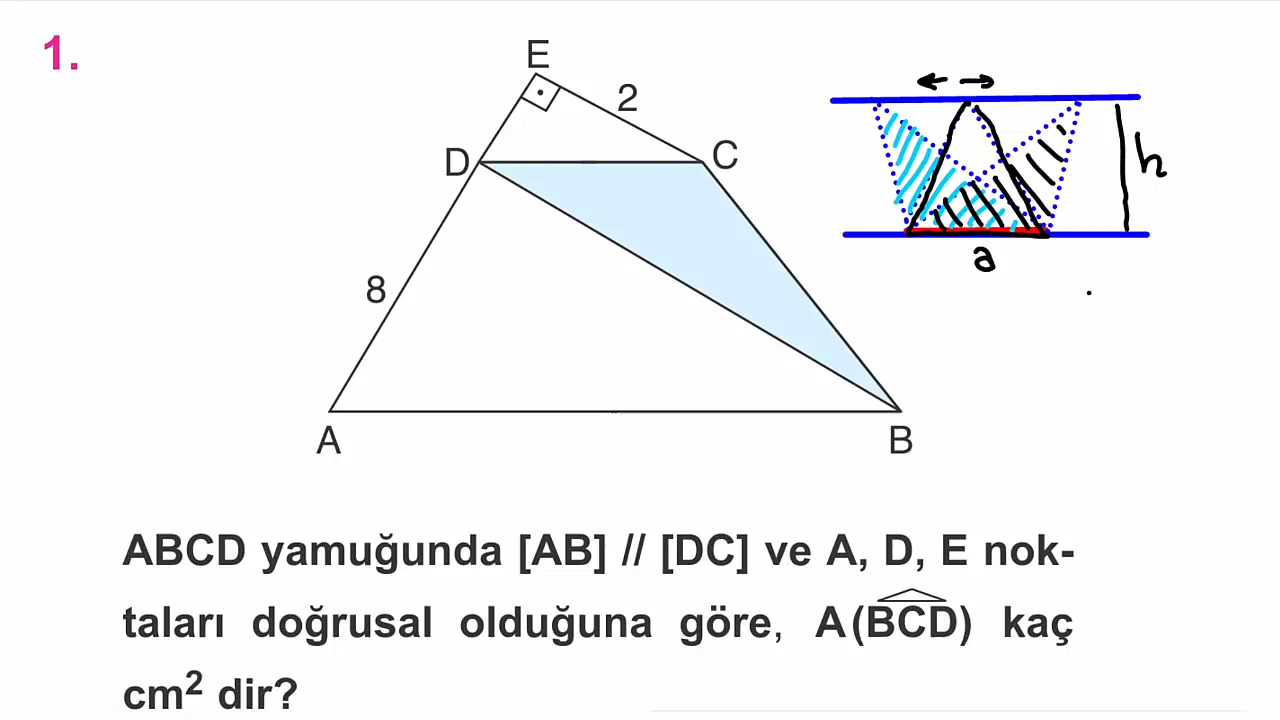 1.
E
2
D
C
8
A
B
h
a
ABCD yamuğunda [AB] // [DC] ve A, D, E nok-
taları doğrusal olduğuna göre, A(BCD) kaç
cm² dir?